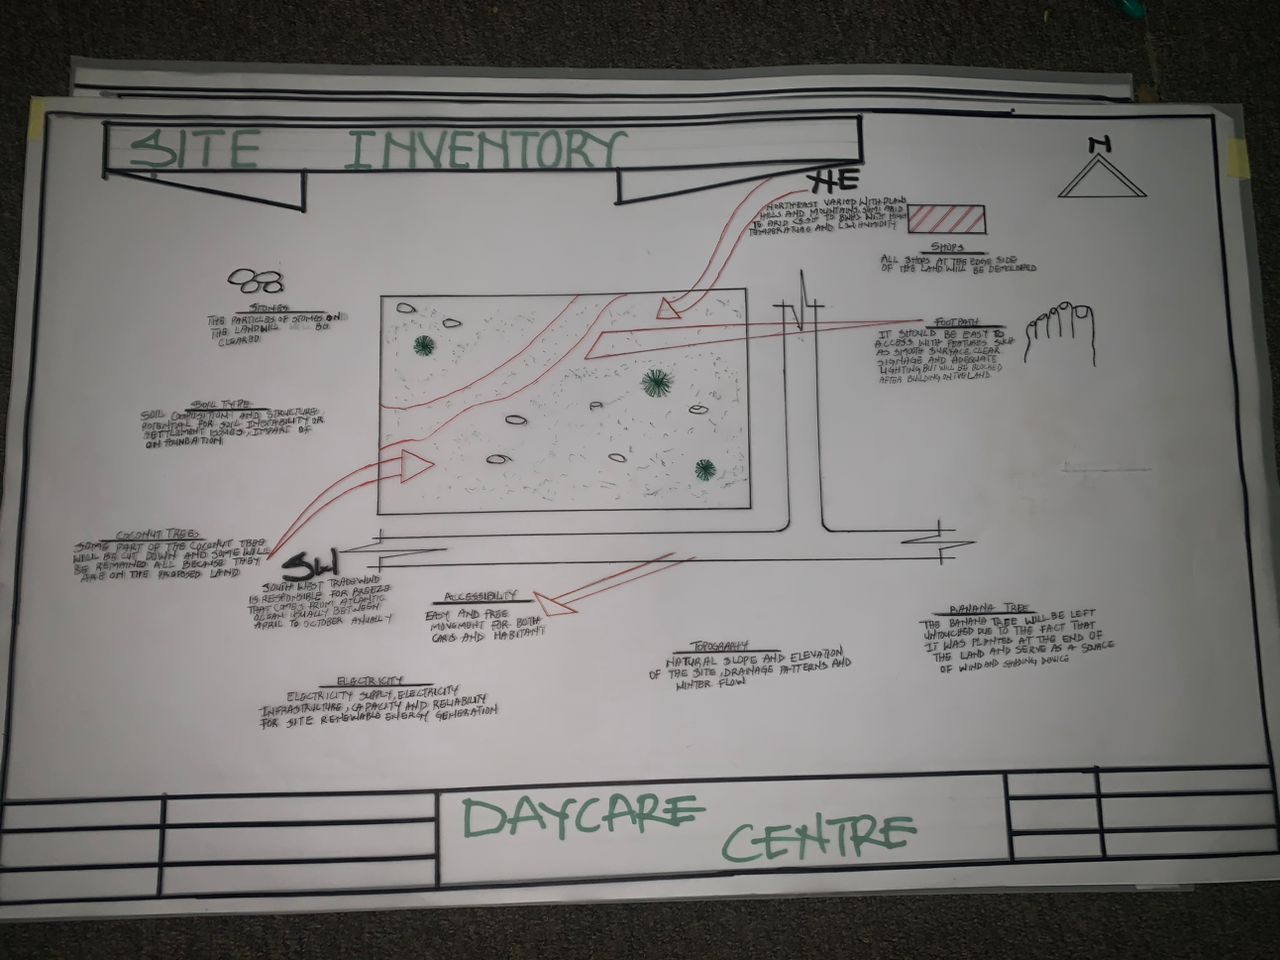 SITE INVENTORY
N
NE
NORTHEAST VARIED WITH PLAINS
HILLS AND MOUNTAINS, SEMI ARID
TO ARID WITH HIGH
TEMPERATURE AND LOW HUMIDITY
SHOPS
ALL SHOPS AT THE EDGE SIDE
OF THE LAND WILL BE DEMOLISHED
STONES
THE PARTICLES OF STONES ON
THE LAND WILL BE
CLEARED
FOOTPATH
IT SHOULD BE EASY TO
ACCESS WITH FEATURES SUCH
AS SMOOTH SURFACE, CLEAR
SIGNAGE AND ADEQUATE
LIGHTING BUT WILL BE BLOCKED
AFTER BUILDING ON THE LAND
SOIL TYPE
SOIL COMPOSITION AND STRUCTURE,
POTENTIAL FOR SOIL INSTABILITY OR
SETTLEMENT ISSUES, IMPACT OF
ON FOUNDATION
COCONUT TREE
SOME PART OF THE COCONUT TREE
WILL BE CUT DOWN AND SOME WILL
BE REMAINED ALL BECAUSE THEY
ARE ON THE PROPOSED LAND
SW
SOUTH WEST TRADEWIND
IS RESPONSIBLE FOR BREEZE
THAT COMES FROM ATLANTIC
OCEAN USUALLY BETWEEN
APRIL TO OCTOBER ANUALLY
ACCESSIBILITY
EASY AND FREE
MOVEMENT FOR BOTH
CARS AND HABITANT
BANANA TREE
THE BANANA TREE WILL BE LEFT
UNTOUCHED DUE TO THE FACT THAT
IT WAS PLANTED AT THE END OF
THE LAND AND SERVE AS A SOURCE
OF WIND AND SHADING DEVICE
TOPOGRAPHY
NATURAL SLOPE AND ELEVATION
OF THE SITE, DRAINAGE PATTERNS AND
WINTER FLOW
ELECTRICITY
ELECTRICITY SUPPLY, ELECTRICITY
INFRASTRUCTURE, CAPACITY AND RELIABILITY
FOR SITE RENEWABLE ENERGY GENERATION
DAYCARE
CENTRE